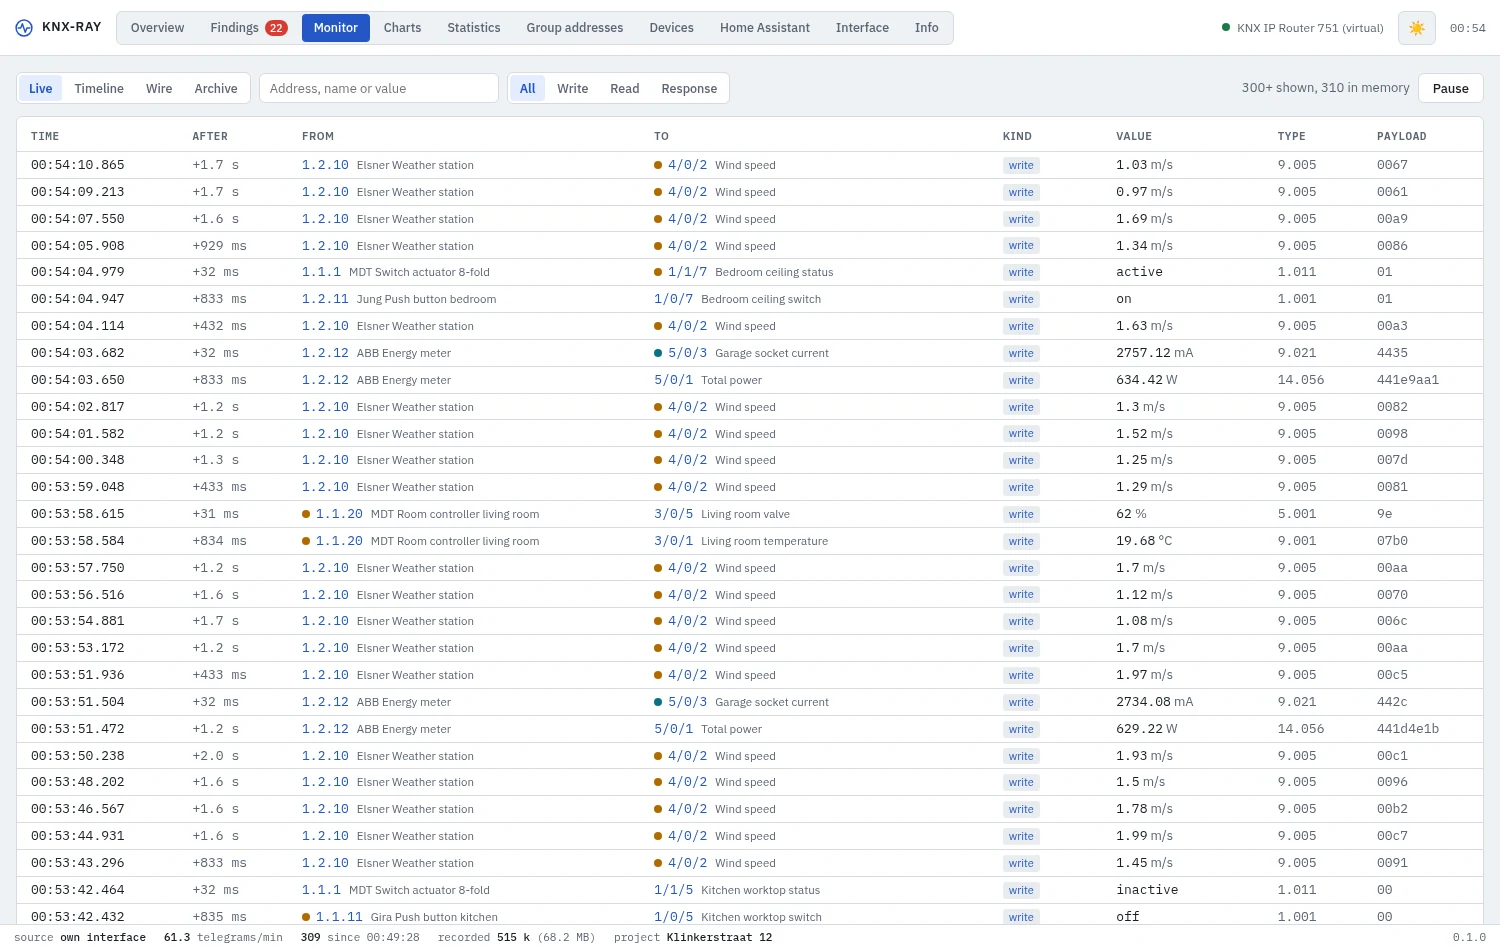 KNX-RAY Overview Findings 22 Monitor Charts Statistics Group addresses Devices Home Assistant Interface Info KNX IP Router 751 (virtual) 00:54
Live Timeline Wire Archive Address, name or value All Write Read Response 300+ shown, 310 in memory Pause
TIME AFTER FROM TO KIND VALUE TYPE PAYLOAD
00:54:10.865 +1.7 s 1.2.10 Elsner Weather station 4/0/2 Wind speed write 1.03 m/s 9.005 0067
00:54:09.213 +1.7 s 1.2.10 Elsner Weather station 4/0/2 Wind speed write 0.97 m/s 9.005 0061
00:54:07.550 +1.6 s 1.2.10 Elsner Weather station 4/0/2 Wind speed write 1.69 m/s 9.005 00a9
00:54:05.908 +929 ms 1.2.10 Elsner Weather station 4/0/2 Wind speed write 1.34 m/s 9.005 0086
00:54:04.979 +32 ms 1.1.1 MDT Switch actuator 8-fold 1/1/7 Bedroom ceiling status write active 1.011 01
00:54:04.947 +833 ms 1.2.11 Jung Push button bedroom 1/0/7 Bedroom ceiling switch write on 1.001 01
00:54:04.114 +432 ms 1.2.10 Elsner Weather station 4/0/2 Wind speed write 1.63 m/s 9.005 00a3
00:54:03.682 +32 ms 1.2.12 ABB Energy meter 5/0/3 Garage socket current write 2757.12 mA 9.021 4435
00:54:03.650 +833 ms 1.2.12 ABB Energy meter 5/0/1 Total power write 634.42 W 14.056 441e9aa1
00:54:02.817 +1.2 s 1.2.10 Elsner Weather station 4/0/2 Wind speed write 1.3 m/s 9.005 0082
00:54:01.582 +1.2 s 1.2.10 Elsner Weather station 4/0/2 Wind speed write 1.52 m/s 9.005 0098
00:54:00.348 +1.3 s 1.2.10 Elsner Weather station 4/0/2 Wind speed write 1.25 m/s 9.005 007d
00:53:59.048 +433 ms 1.2.10 Elsner Weather station 4/0/2 Wind speed write 1.29 m/s 9.005 0081
00:53:58.615 +31 ms 1.1.20 MDT Room controller living room 3/0/5 Living room valve write 62 % 5.001 9e
00:53:58.584 +834 ms 1.1.20 MDT Room controller living room 3/0/1 Living room temperature write 19.68 °C 9.001 07b0
00:53:57.750 +1.2 s 1.2.10 Elsner Weather station 4/0/2 Wind speed write 1.7 m/s 9.005 00aa
00:53:56.516 +1.6 s 1.2.10 Elsner Weather station 4/0/2 Wind speed write 1.12 m/s 9.005 0070
00:53:54.881 +1.7 s 1.2.10 Elsner Weather station 4/0/2 Wind speed write 1.08 m/s 9.005 006c
00:53:53.172 +1.2 s 1.2.10 Elsner Weather station 4/0/2 Wind speed write 1.7 m/s 9.005 00aa
00:53:51.936 +433 ms 1.2.10 Elsner Weather station 4/0/2 Wind speed write 1.97 m/s 9.005 00c5
00:53:51.504 +32 ms 1.2.12 ABB Energy meter 5/0/3 Garage socket current write 2734.08 mA 9.021 442c
00:53:51.472 +1.2 s 1.2.12 ABB Energy meter 5/0/1 Total power write 629.22 W 14.056 441d4e1b
00:53:50.238 +2.0 s 1.2.10 Elsner Weather station 4/0/2 Wind speed write 1.93 m/s 9.005 00c1
00:53:48.202 +1.6 s 1.2.10 Elsner Weather station 4/0/2 Wind speed write 1.5 m/s 9.005 0096
00:53:46.567 +1.6 s 1.2.10 Elsner Weather station 4/0/2 Wind speed write 1.78 m/s 9.005 00b2
00:53:44.931 +1.6 s 1.2.10 Elsner Weather station 4/0/2 Wind speed write 1.99 m/s 9.005 00c7
00:53:43.296 +833 ms 1.2.10 Elsner Weather station 4/0/2 Wind speed write 1.45 m/s 9.005 0091
00:53:42.464 +32 ms 1.1.1 MDT Switch actuator 8-fold 1/1/5 Kitchen worktop status write inactive 1.011 00
00:53:42.432 +835 ms 1.1.11 Gira Push button kitchen 1/0/5 Kitchen worktop switch write off 1.001 00
source own interface 61.3 telegrams/min 309 since 00:49:28 recorded 515 k (68.2 MB) project Klinkerstraat 12 0.1.0